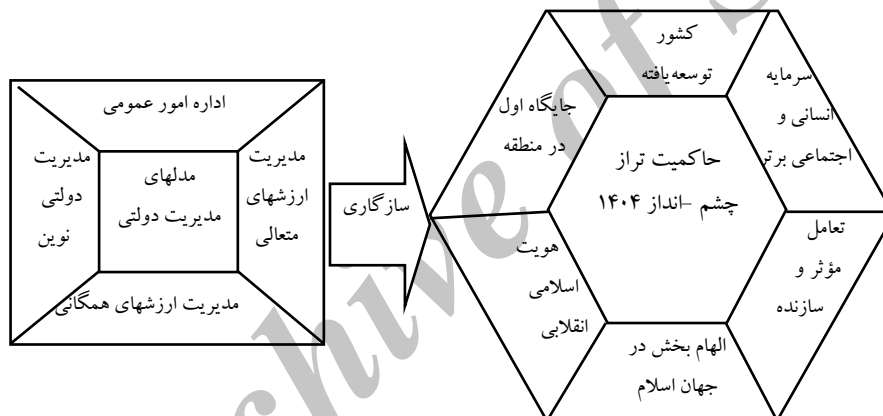 اداره امور عمومی
مدیریت
ارزشهای
متعالی
مدلهای
مدیریت دولتی
مدیریت
دولتی
نوین
مدیریت ارزشهای همگانی
سازگاری
کشور
توسعه‌یافته
سرمایه
انسانی و
اجتماعی برتر
جایگاه اول
در منطقه
حاکمیت تراز
چشم -انداز ۱۴۰۴
تعامل
مؤثر و
سازنده
هویت
اسلامی
انقلابی
الهام بخش در
جهان اسلام
chive of S